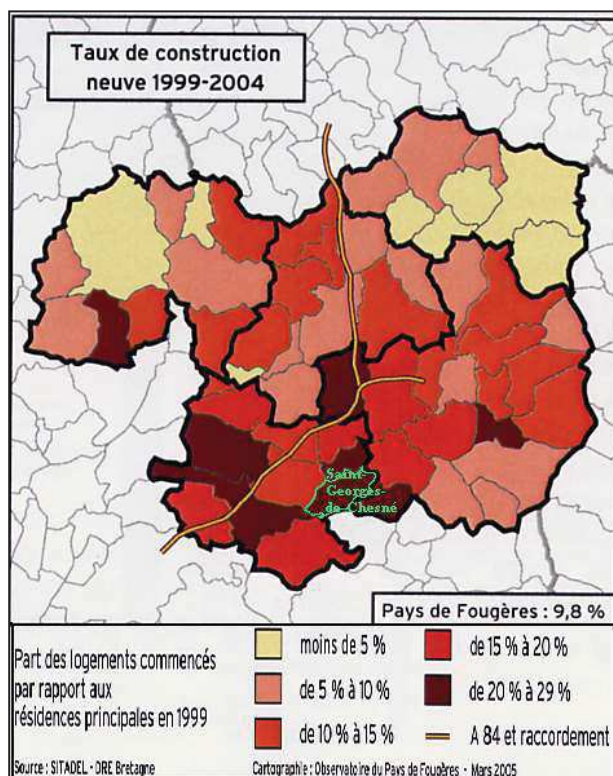 Taux de construction
neuve 1999-2004
Saint-
Georges-
de-Chesné
Pays de Fougères : 9,8 %
Part des logements commencés
par rapport aux
résidences principales en 1999
moins de 5 %
de 5 % à 10 %
de 10 % à 15 %
de 15 % à 20 %
de 20 % à 29 %
A 84 et raccordement
Source : SITADEL - DRE Bretagne
Cartographie : Observatoire du Pays de Fougères - Mars 2005